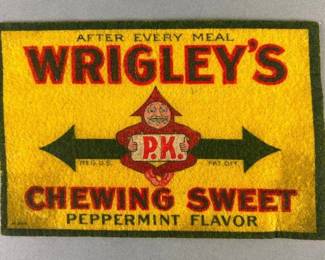 AFTER EVERY MEAL
WRIGLEY'S
P.K.
REG. U.S. PAT. OFF.
CHEWING SWEET
PEPPERMINT FLAVOR